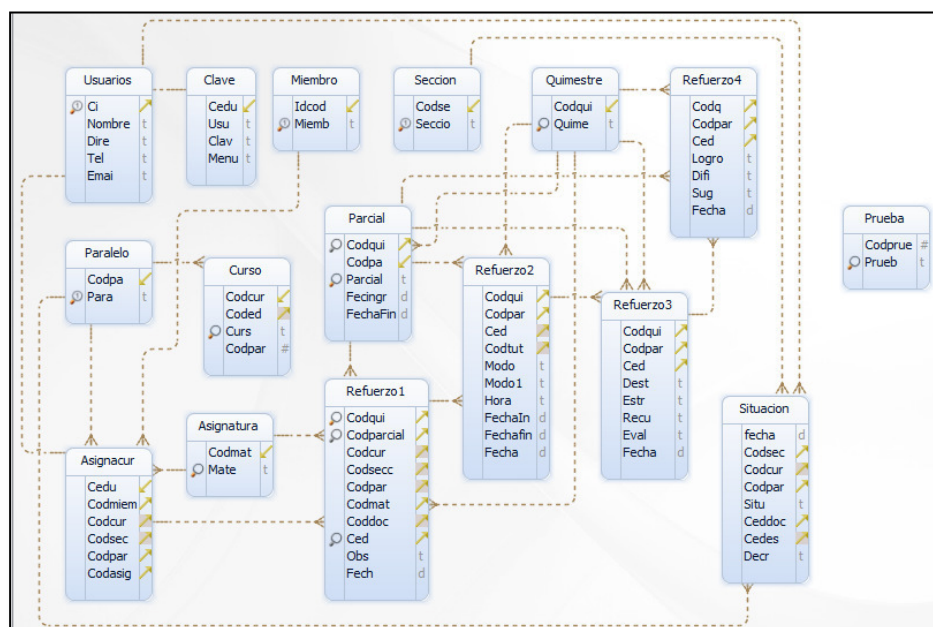 Usuarios
Ci
Nombre t
Dire t
Tel t
Emai t
Clave
Cedu
Usu t
Clav t
Menu t
Miembro
Idcod
Miemb t
Seccion
Codse
Seccio t
Quimestre
Codqui
Quime t
Refuerzo4
Codq
Codpar
Ced
Logro t
Difi t
Sug t
Fecha d
Prueba
Codprue #
Prueb t
Paralelo
Codpa
Para t
Curso
Codcur
Coded
Curs t
Codpar #
Parcial
Codqui
Codpa
Parcial t
Fecingr d
FechaFin d
Refuerzo2
Codqui
Codpar
Ced
Codtut
Modo t
Modo1 t
Hora t
FechaIn d
Fechafin d
Fecha d
Refuerzo3
Codqui
Codpar
Ced
Dest t
Estr t
Recu t
Eval t
Fecha d
Asignacur
Cedu
Codmiem
Codcur
Codsec
Codpar
Codasig
Asignatura
Codmat
Mate t
Refuerzo1
Codqui
Codparcial
Codcur
Codsecc
Codpar
Codmat
Coddoc
Ced
Obs t
Fech d
Situacion
fecha d
Codsec
Codcur
Codpar
Situ t
Ceddoc
Cedes
Decr t